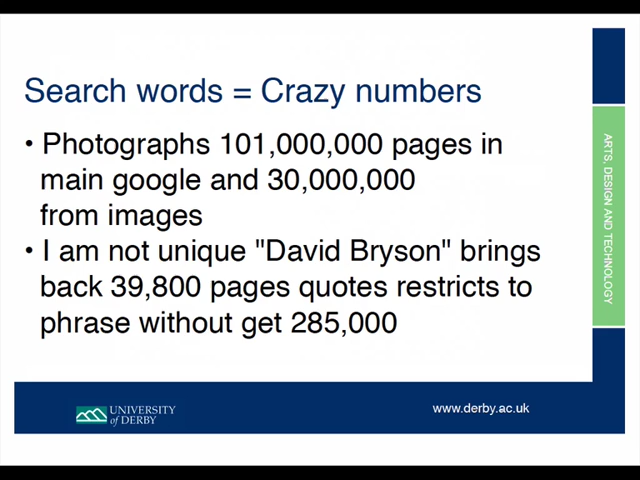 Search words = Crazy numbers
• Photographs 101,000,000 pages in
main google and 30,000,000
from images
• I am not unique "David Bryson" brings
back 39,800 pages quotes restricts to
phrase without get 285,000
ARTS, DESIGN AND TECHNOLOGY
UNIVERSITY
of DERBY
www.derby.ac.uk